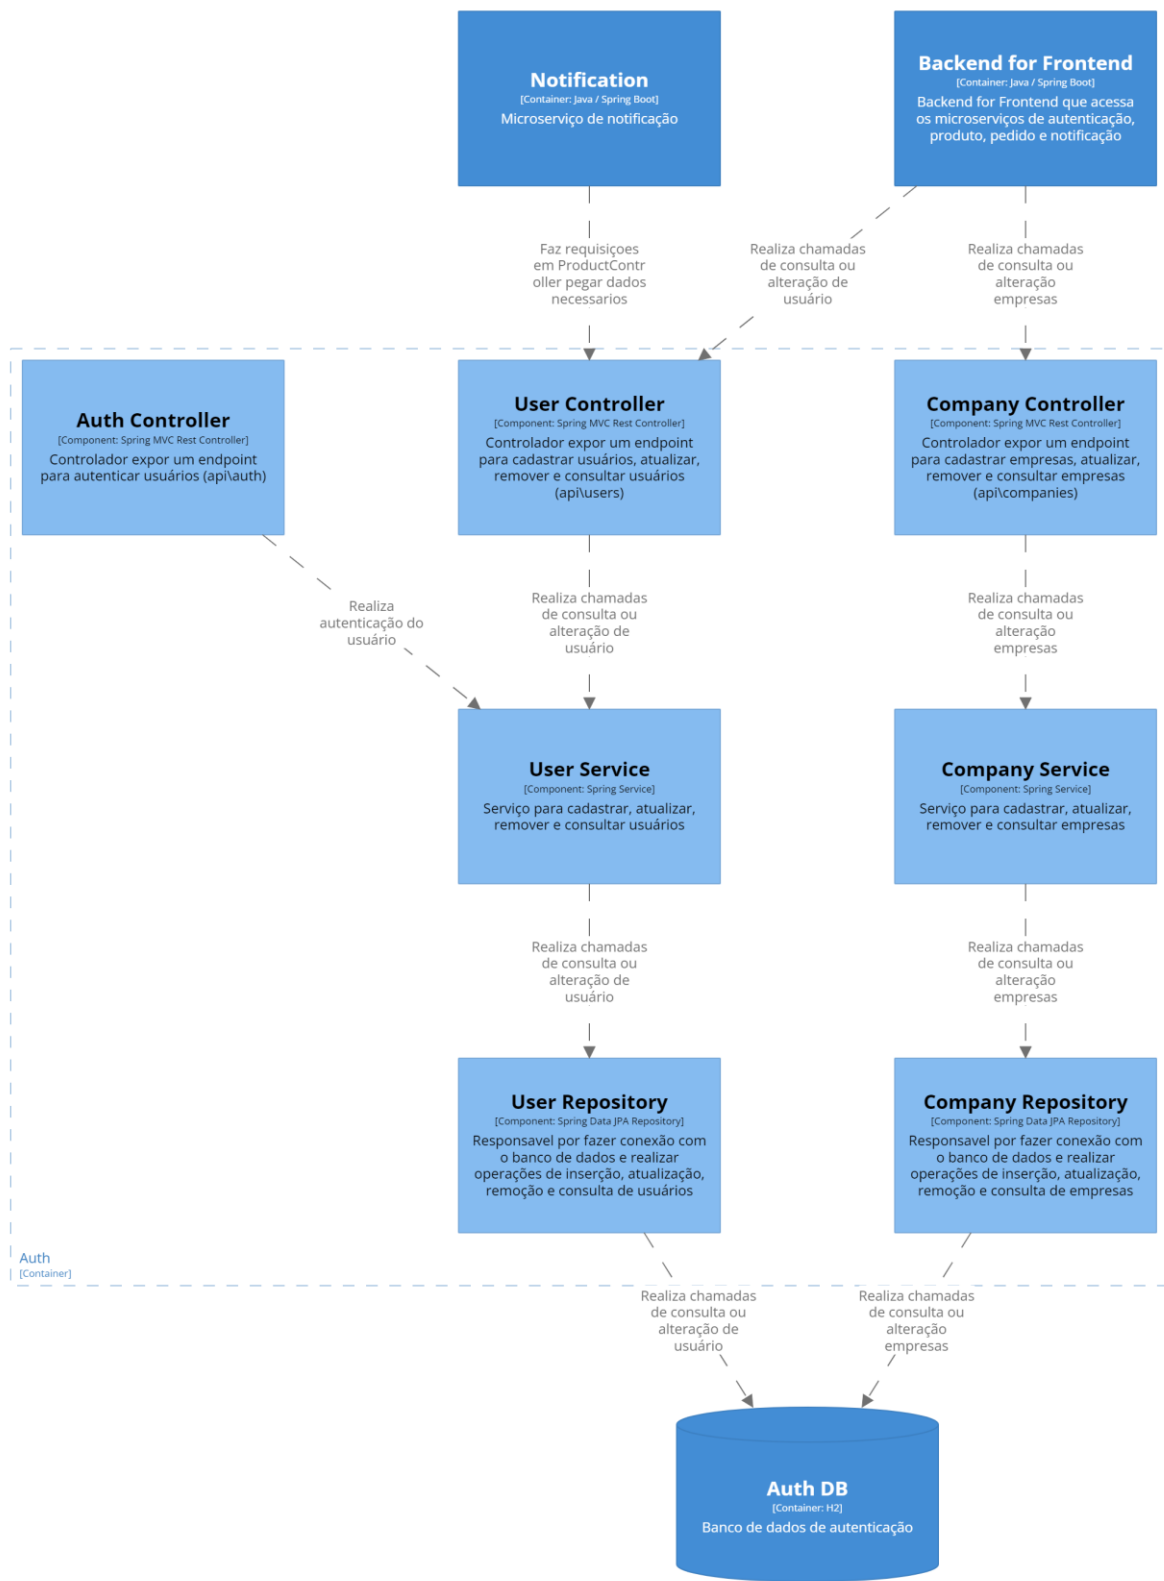 Notification
[Container: Java / Spring Boot]
Microserviço de notificação
Backend for Frontend
[Container: Java / Spring Boot]
Backend for Frontend que acessa
os microserviços de autenticação,
produto, pedido e notificação
Faz requisiçoes
em ProductContr
oller pegar dados
necessarios
Realiza chamadas
de consulta ou
alteração de
usuário
Realiza chamadas
de consulta ou
alteração
empresas
Auth Controller
[Component: Spring MVC Rest Controller]
Controlador expor um endpoint
para autenticar usuários (api\auth)
User Controller
[Component: Spring MVC Rest Controller]
Controlador expor um endpoint
para cadastrar usuários, atualizar,
remover e consultar usuários
(api\users)
Company Controller
[Component: Spring MVC Rest Controller]
Controlador expor um endpoint
para cadastrar empresas, atualizar,
remover e consultar empresas
(api\companies)
Realiza
autenticação do
usuário
Realiza chamadas
de consulta ou
alteração de
usuário
Realiza chamadas
de consulta ou
alteração
empresas
User Service
[Component: Spring Service]
Serviço para cadastrar, atualizar,
remover e consultar usuários
Company Service
[Component: Spring Service]
Serviço para cadastrar, atualizar,
remover e consultar empresas
Realiza chamadas
de consulta ou
alteração de
usuário
Realiza chamadas
de consulta ou
alteração
empresas
User Repository
[Component: Spring Data JPA Repository]
Responsavel por fazer conexão com
o banco de dados e realizar
operações de inserção, atualização,
remoção e consulta de usuários
Company Repository
[Component: Spring Data JPA Repository]
Responsavel por fazer conexão com
o banco de dados e realizar
operações de inserção, atualização,
remoção e consulta de empresas
Auth
[Container]
Realiza chamadas
de consulta ou
alteração de
usuário
Realiza chamadas
de consulta ou
alteração
empresas
Auth DB
[Container: H2]
Banco de dados de autenticação